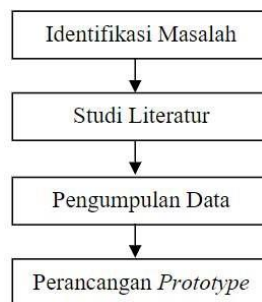 Identifikasi Masalah
Studi Literatur
Pengumpulan Data
Perancangan Prototype